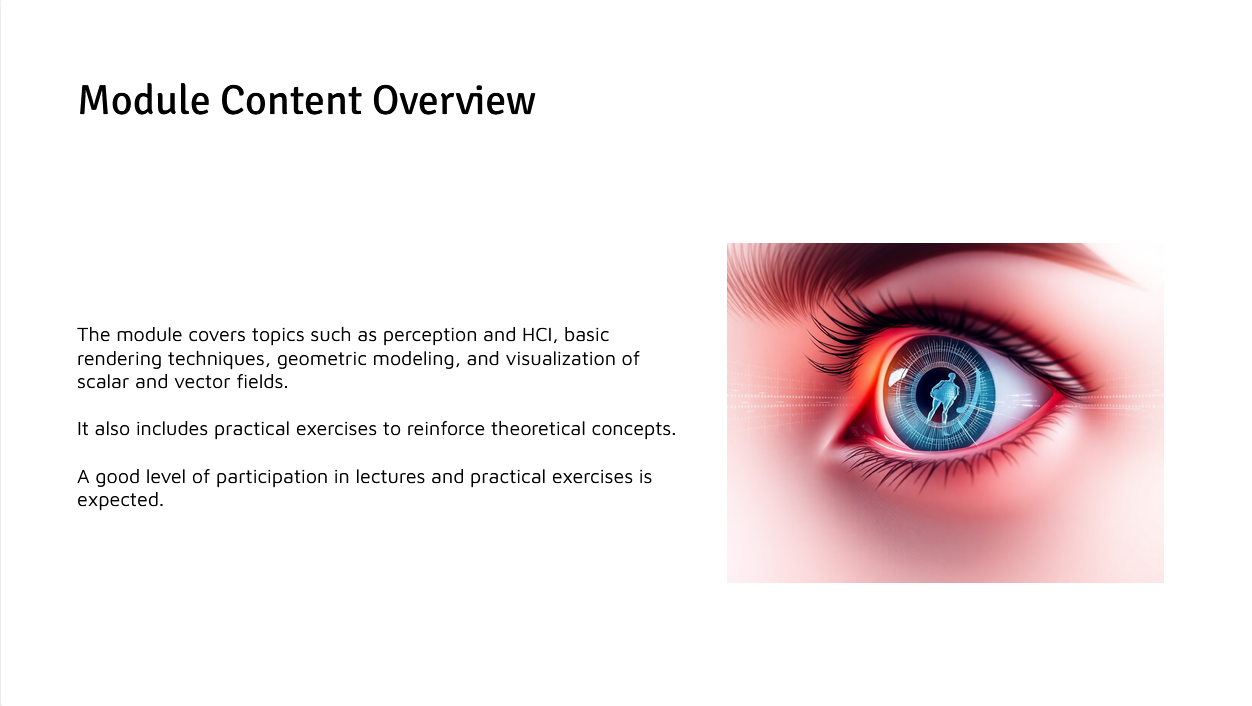 Module Content Overview
The module covers topics such as perception and HCI, basic
rendering techniques, geometric modeling, and visualization of
scalar and vector fields.
It also includes practical exercises to reinforce theoretical concepts.
A good level of participation in lectures and practical exercises is
expected.